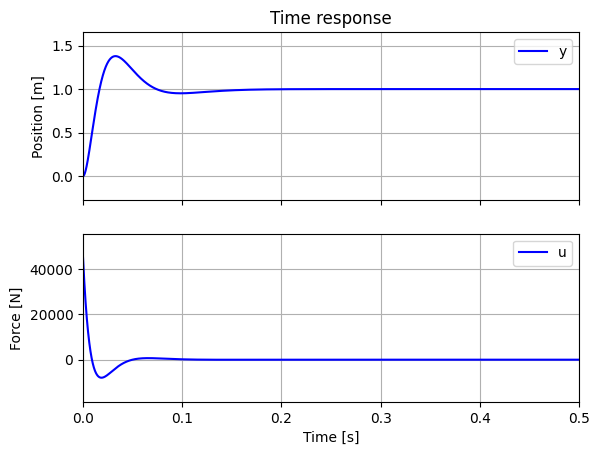 Time response
1.5
1.0
0.5
0.0
Position [m]
y
40000
20000
0
Force [N]
u
0.0 0.1 0.2 0.3 0.4 0.5
Time [s]